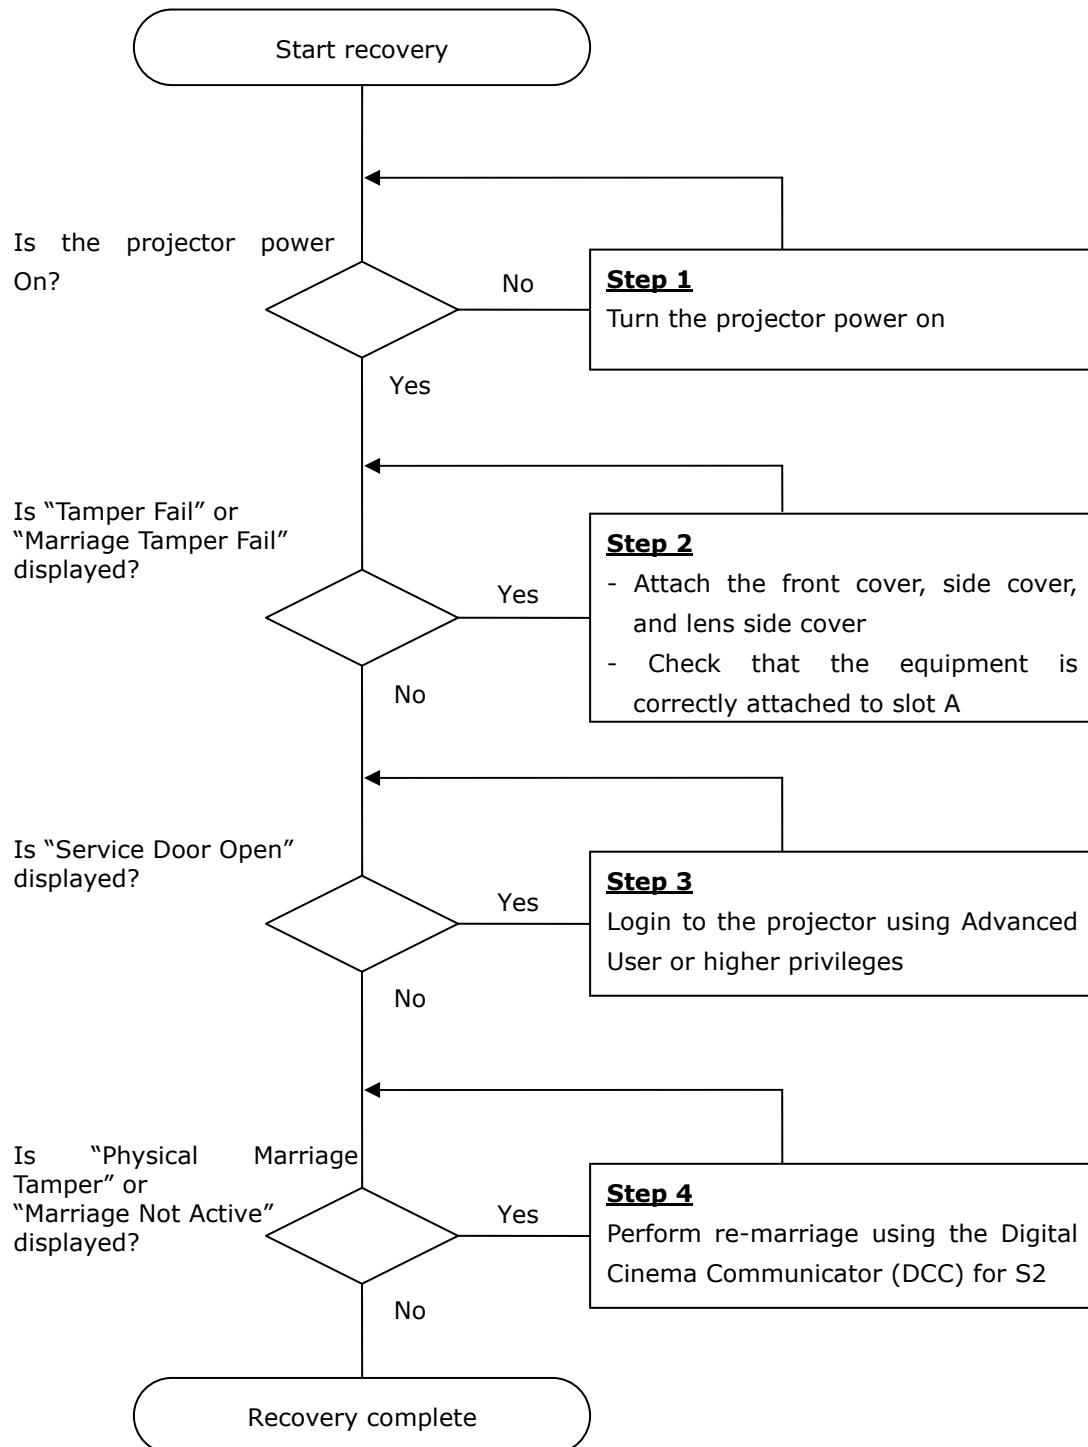 Start recovery
Is the projector power
On?
No
Step 1
Turn the projector power on
Yes
Is “Tamper Fail” or
“Marriage Tamper Fail”
displayed?
Yes
Step 2
- Attach the front cover, side cover,
and lens side cover
- Check that the equipment is
correctly attached to slot A
No
Is “Service Door Open”
displayed?
Yes
Step 3
Login to the projector using Advanced
User or higher privileges
No
Is “Physical Marriage
Tamper” or
“Marriage Not Active”
displayed?
Yes
Step 4
Perform re-marriage using the Digital
Cinema Communicator (DCC) for S2
No
Recovery complete